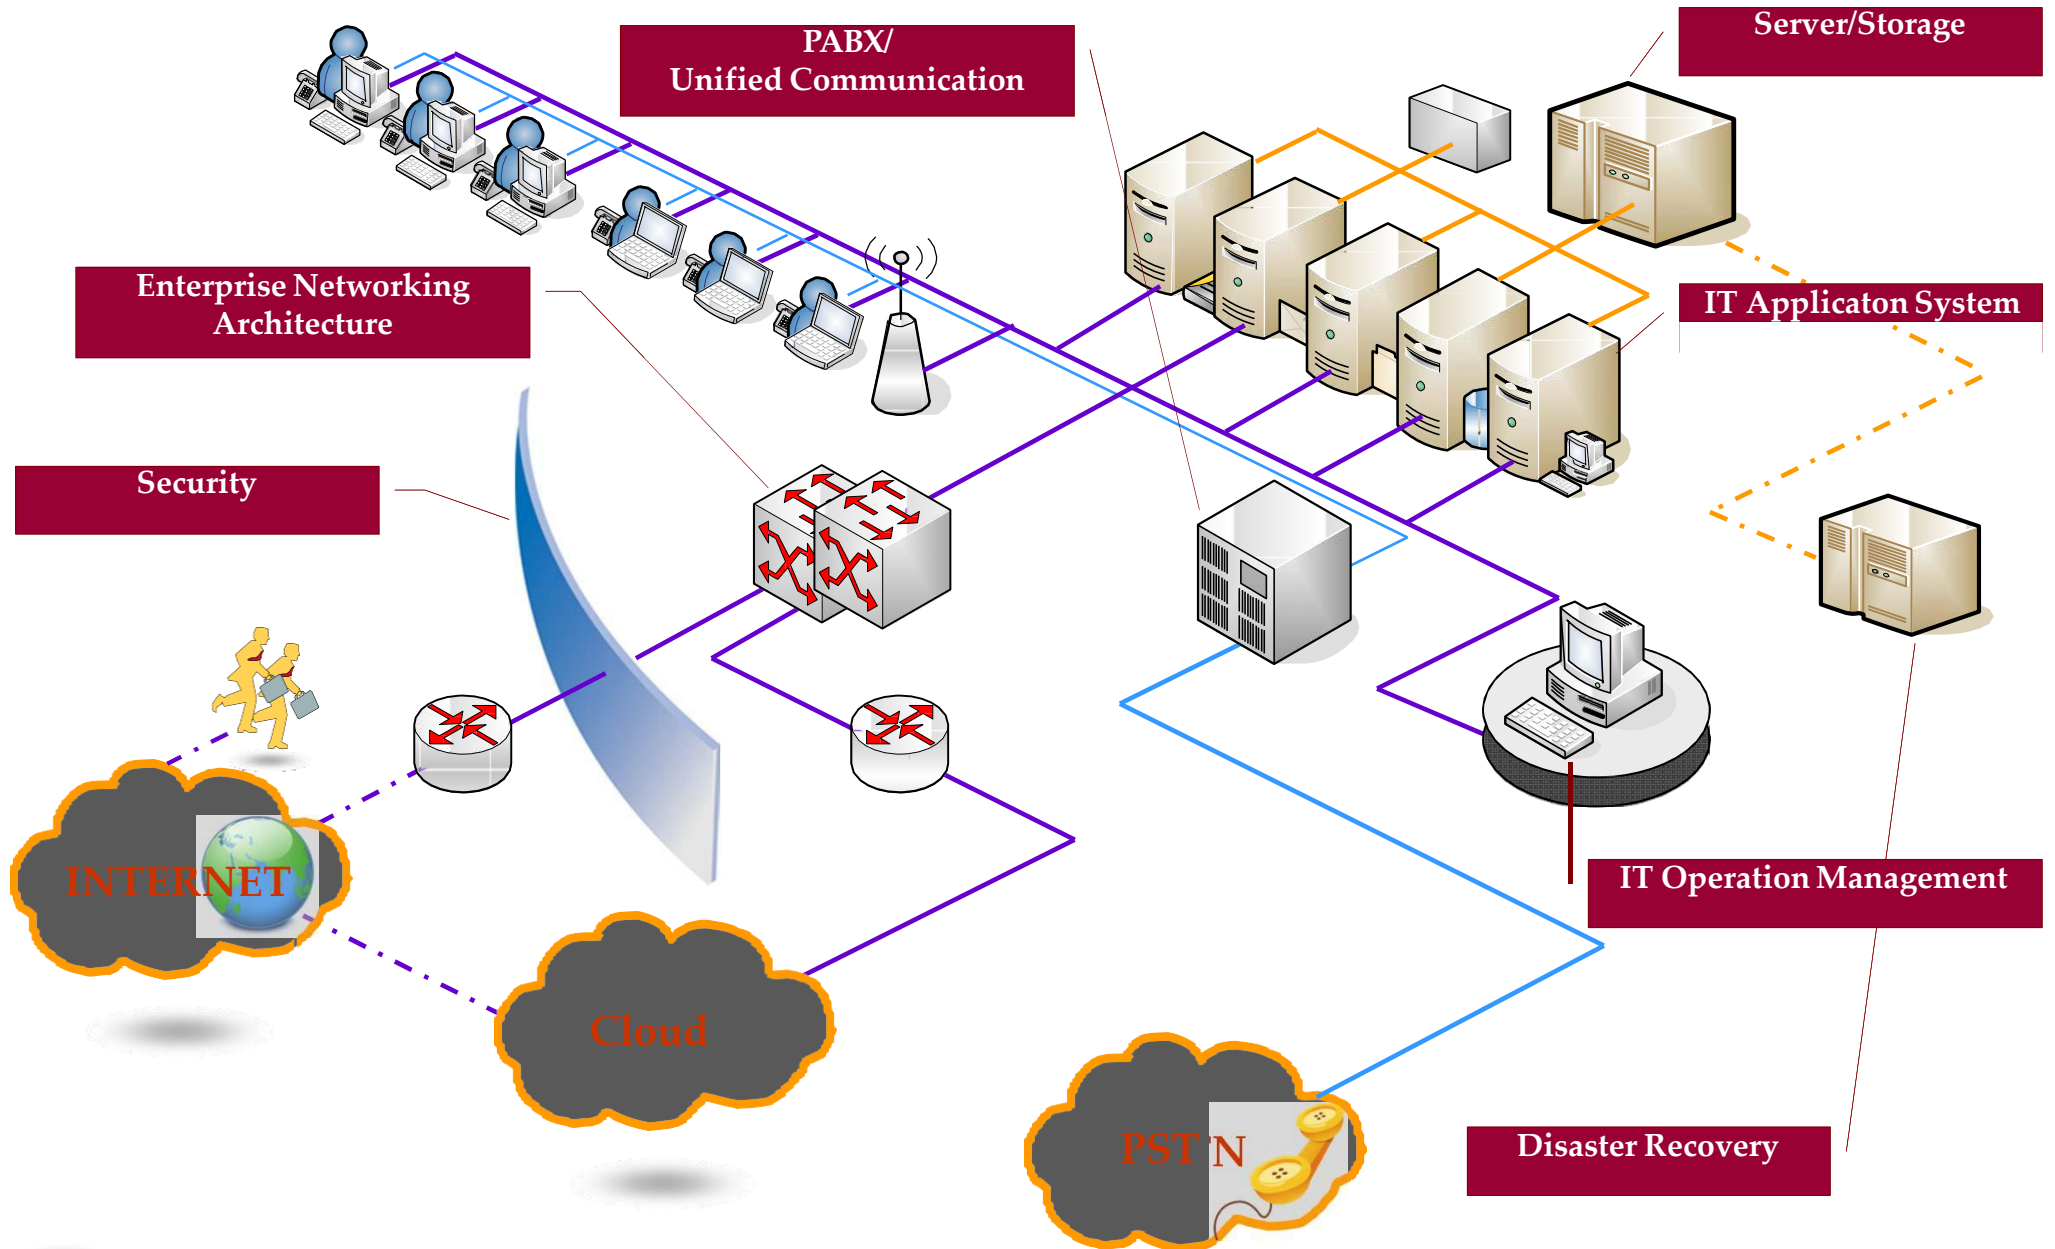 PABX/
Unified Communication
Server/Storage
Enterprise Networking
Architecture
IT Applicaton System
Security
INTERNET
IT Operation Management
Cloud
PSTN
Disaster Recovery